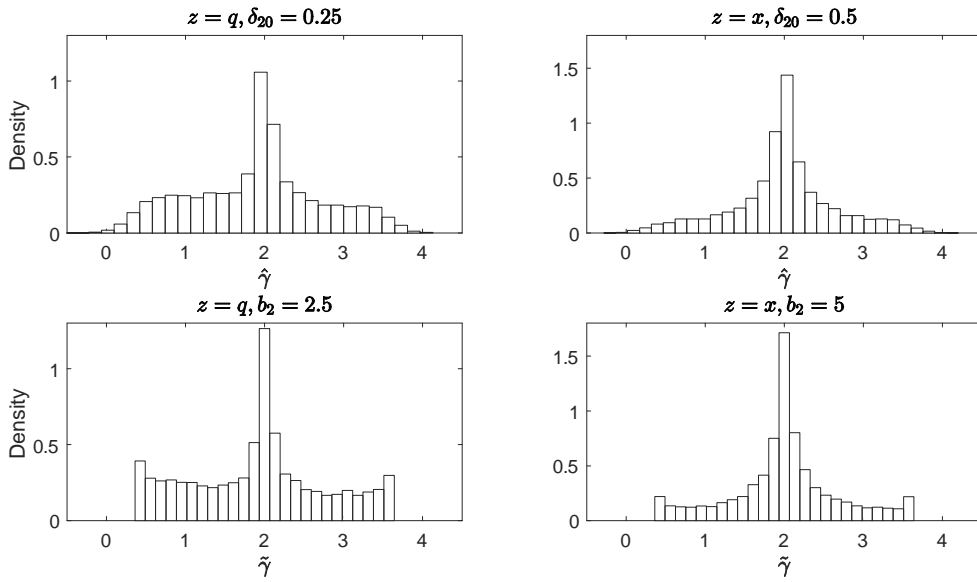 z = q, δ₂₀ = 0.25
1
0.5
0
Density
0 1 2 3 4
γ̂
z = x, δ₂₀ = 0.5
1.5
1
0.5
0
0 1 2 3 4
γ̂
z = q, b₂ = 2.5
1
0.5
0
Density
0 1 2 3 4
γ̃
z = x, b₂ = 5
1.5
1
0.5
0
0 1 2 3 4
γ̃